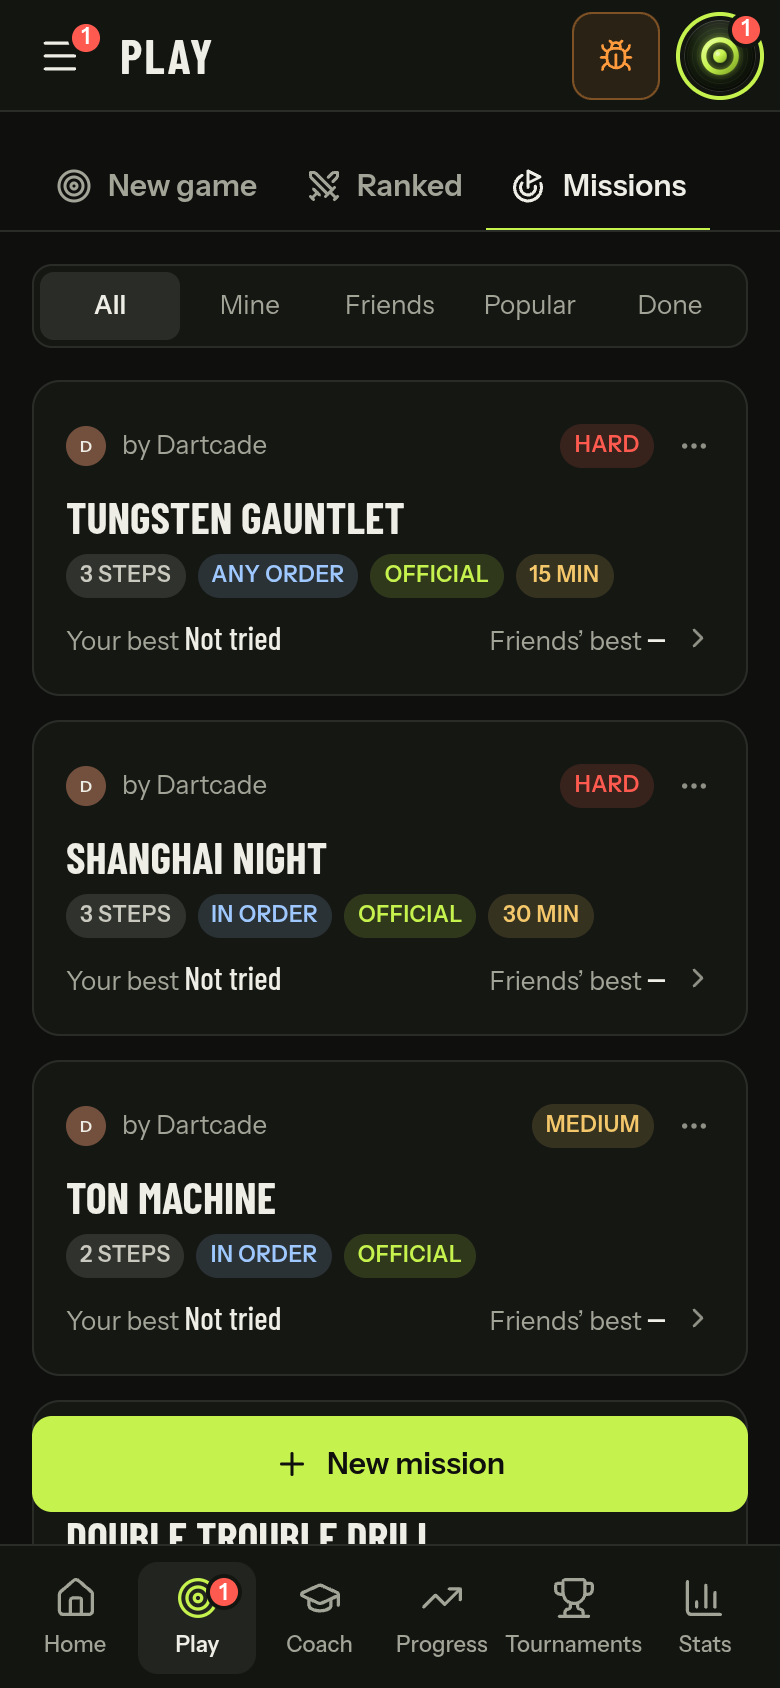 1
PLAY
1
New game Ranked Missions
All Mine Friends Popular Done
D by Dartcade HARD ...
TUNGSTEN GAUNTLET
3 STEPS ANY ORDER OFFICIAL 15 MIN
Your best Not tried Friends’ best –
D by Dartcade HARD ...
SHANGHAI NIGHT
3 STEPS IN ORDER OFFICIAL 30 MIN
Your best Not tried Friends’ best –
D by Dartcade MEDIUM ...
TON MACHINE
2 STEPS IN ORDER OFFICIAL
Your best Not tried Friends’ best –
+ New mission
DOUBLE TROUBLE DRILL
1
Home Play Coach Progress Tournaments Stats